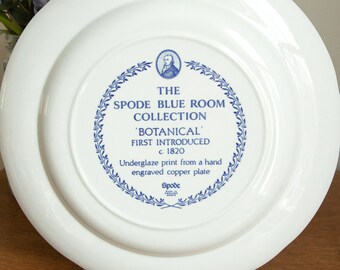 THE
SPODE BLUE ROOM
COLLECTION
'BOTANICAL'
FIRST INTRODUCED
c. 1820
Underglaze print from a hand
engraved copper plate
Spode